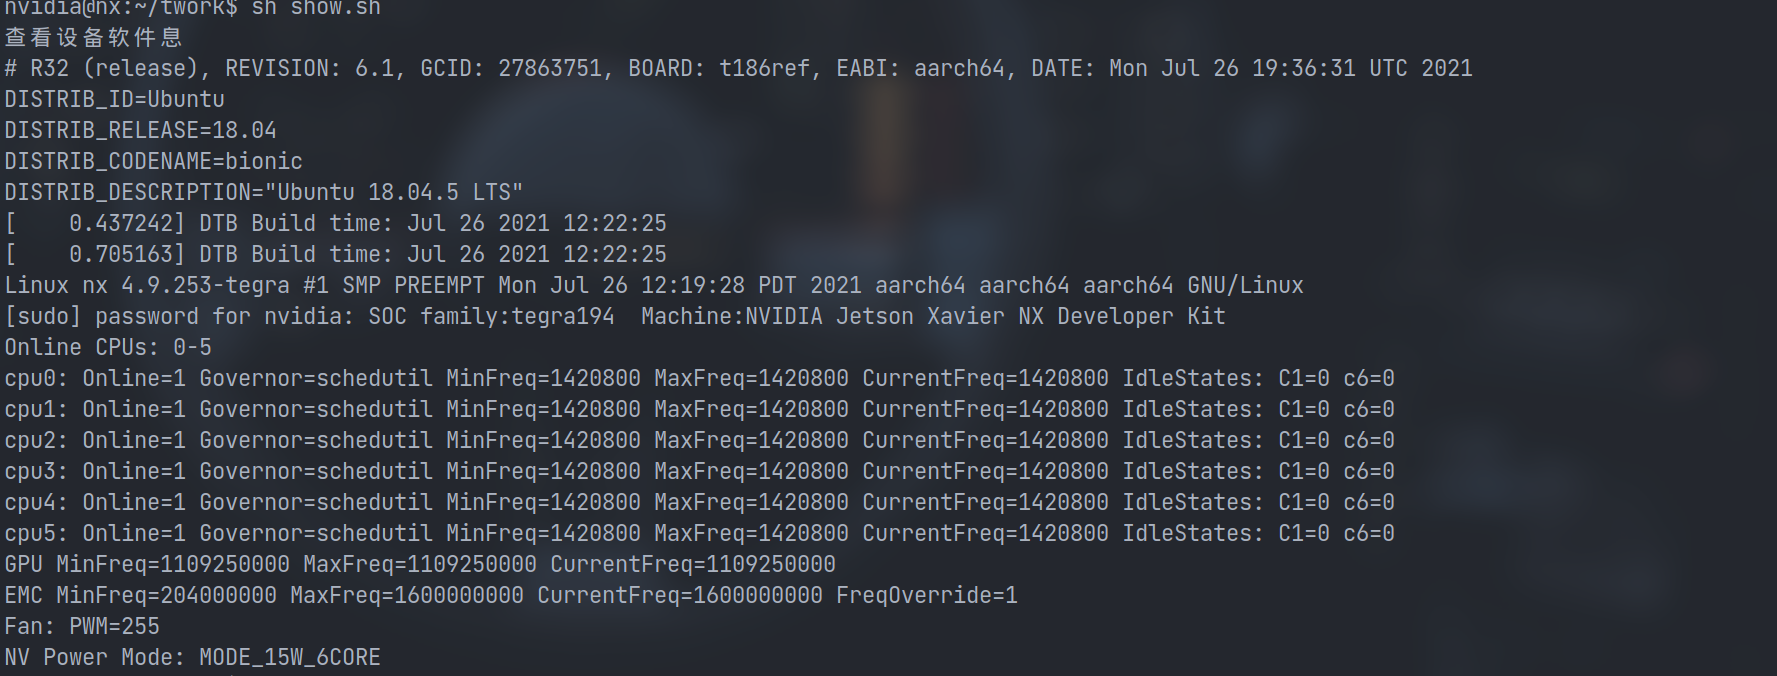 nvidia@nx:~/twork$ sh show.sh
查看设备软件息
# R32 (release), REVISION: 6.1, GCID: 27863751, BOARD: t186ref, EABI: aarch64, DATE: Mon Jul 26 19:36:31 UTC 2021
DISTRIB_ID=Ubuntu
DISTRIB_RELEASE=18.04
DISTRIB_CODENAME=bionic
DISTRIB_DESCRIPTION="Ubuntu 18.04.5 LTS"
[    0.437242] DTB Build time: Jul 26 2021 12:22:25
[    0.705163] DTB Build time: Jul 26 2021 12:22:25
Linux nx 4.9.253-tegra #1 SMP PREEMPT Mon Jul 26 12:19:28 PDT 2021 aarch64 aarch64 aarch64 GNU/Linux
[sudo] password for nvidia: SOC family:tegra194  Machine:NVIDIA Jetson Xavier NX Developer Kit
Online CPUs: 0-5
cpu0: Online=1 Governor=schedutil MinFreq=1420800 MaxFreq=1420800 CurrentFreq=1420800 IdleStates: C1=0 c6=0
cpu1: Online=1 Governor=schedutil MinFreq=1420800 MaxFreq=1420800 CurrentFreq=1420800 IdleStates: C1=0 c6=0
cpu2: Online=1 Governor=schedutil MinFreq=1420800 MaxFreq=1420800 CurrentFreq=1420800 IdleStates: C1=0 c6=0
cpu3: Online=1 Governor=schedutil MinFreq=1420800 MaxFreq=1420800 CurrentFreq=1420800 IdleStates: C1=0 c6=0
cpu4: Online=1 Governor=schedutil MinFreq=1420800 MaxFreq=1420800 CurrentFreq=1420800 IdleStates: C1=0 c6=0
cpu5: Online=1 Governor=schedutil MinFreq=1420800 MaxFreq=1420800 CurrentFreq=1420800 IdleStates: C1=0 c6=0
GPU MinFreq=1109250000 MaxFreq=1109250000 CurrentFreq=1109250000
EMC MinFreq=204000000 MaxFreq=1600000000 CurrentFreq=1600000000 FreqOverride=1
Fan: PWM=255
NV Power Mode: MODE_15W_6CORE